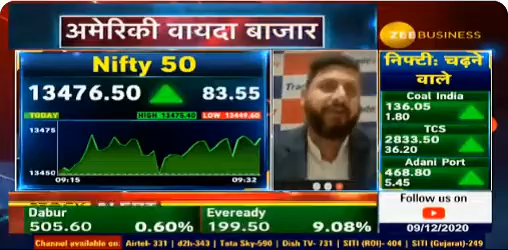 अमेरिकी वायदा बाजार
ZEE BUSINESS
Nifty 50
13476.50 83.55
TODAY HIGH 13475.40 LOW 13449.60
13475
13450
09:15 09:32
निफ्टी: चढ़ने
वाले
Coal India
136.05
1.80
TCS
2833.50
36.20
Adani Port
468.80
5.45
Dabur
505.60 0.60%
Eveready
199.50 9.08%
Follow us on
09/12/2020
Channel available on: Airtel- 331 | d2h-343 | Tata Sky-590 | Dish TV- 731 | SITI (ROI)- 404 | SITI (Gujarat)-249